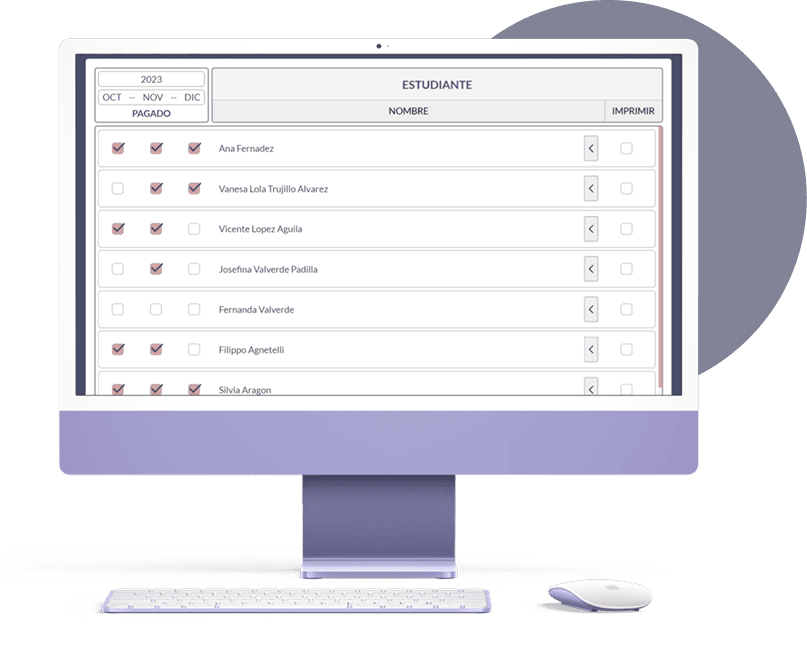 2023
OCT -- NOV -- DIC
PAGADO
ESTUDIANTE
NOMBRE IMPRIMIR
Ana Fernadez
Vanesa Lola Trujillo Alvarez
Vicente Lopez Aguila
Josefina Valverde Padilla
Fernanda Valverde
Filippo Agnetelli
Silvia Aragon